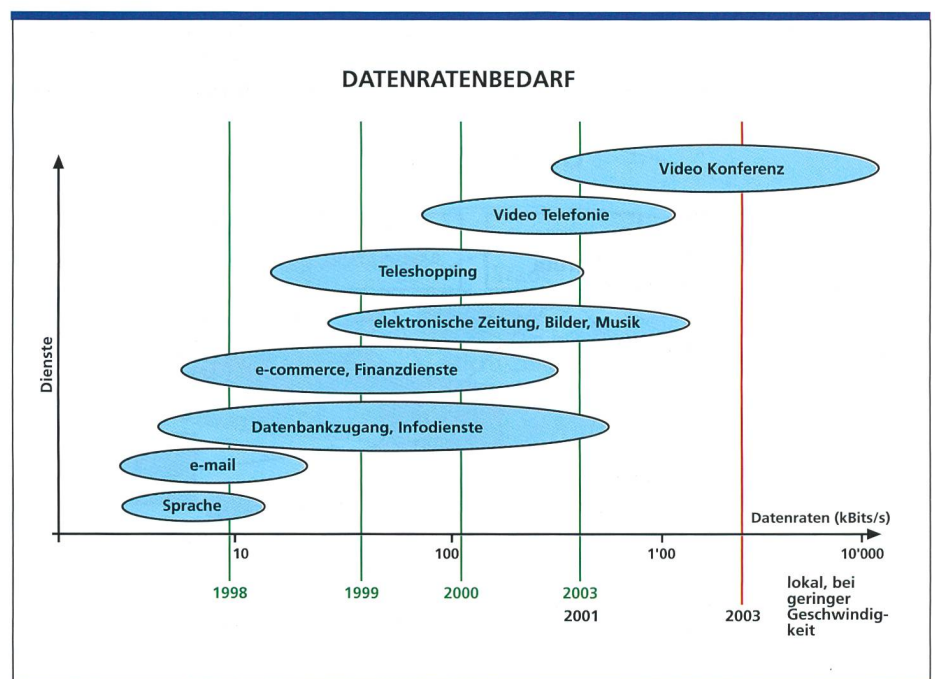 DATENRATENBEDARF
Video Konferenz
Video Telefonie
Teleshopping
elektronische Zeitung, Bilder, Musik
e-commerce, Finanzdienste
Datenbankzugang, Infodienste
e-mail
Sprache
Dienste
Datenraten (kBits/s)
10
100
1'00
10'000
1998
1999
2000
2003
2001
2003
lokal, bei
geringer
Geschwindig-
keit